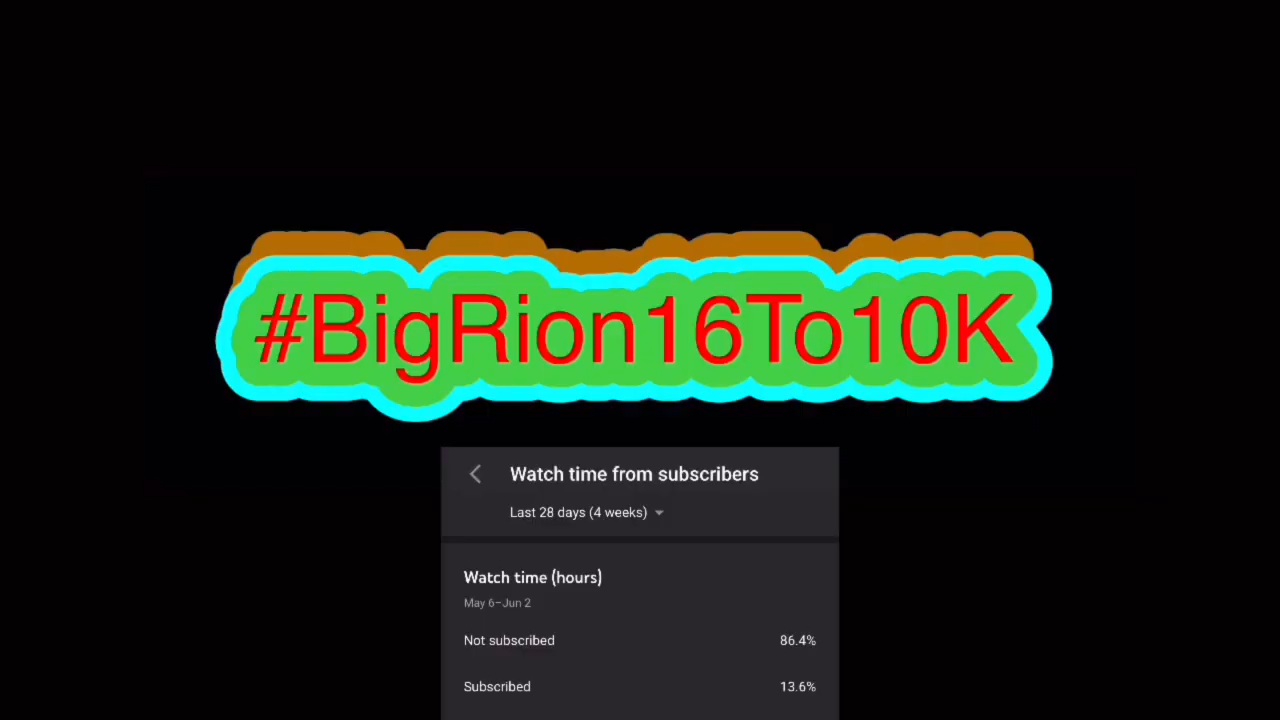 #BigRion16To10K
Watch time from subscribers
Last 28 days (4 weeks)
Watch time (hours)
May 6–Jun 2
Not subscribed 86.4%
Subscribed 13.6%